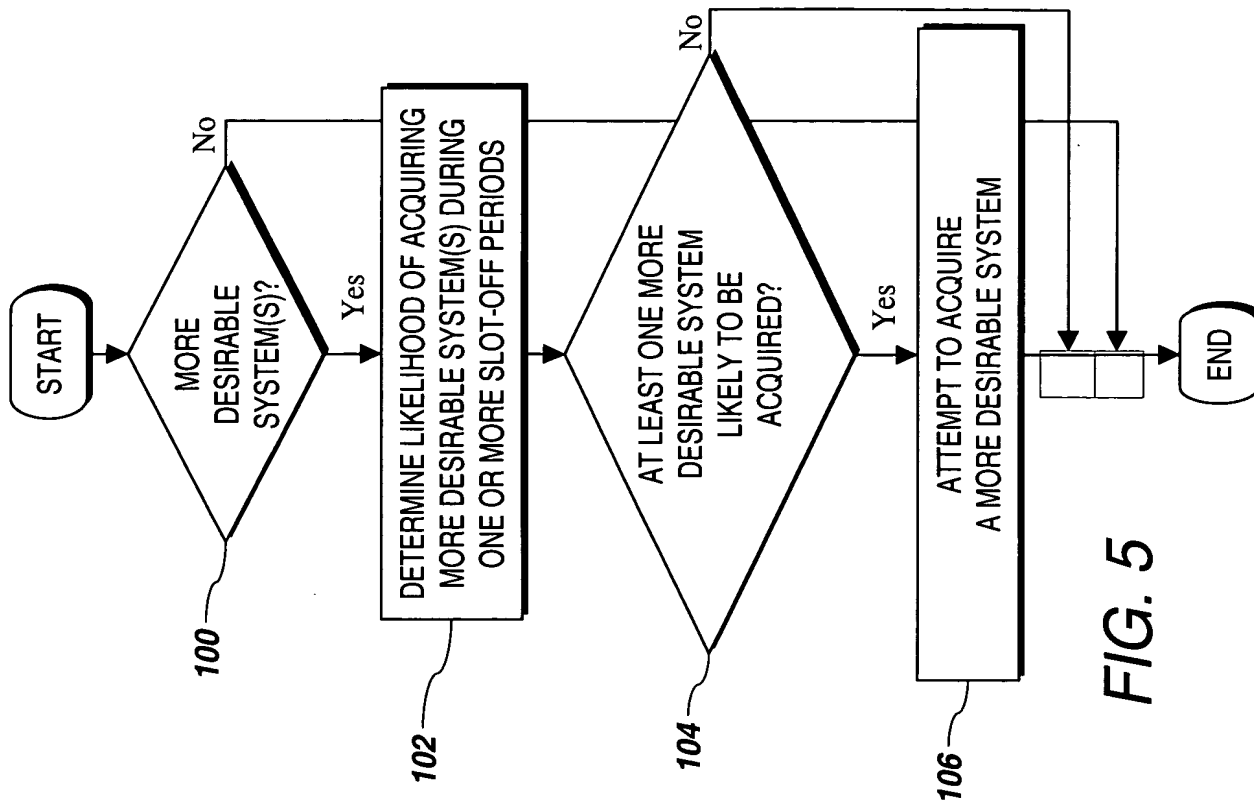 START
MORE
DESIRABLE
SYSTEM(S)?
No
100
Yes
DETERMINE LIKELIHOOD OF ACQUIRING
MORE DESIRABLE SYSTEM(S) DURING
ONE OR MORE SLOT-OFF PERIODS
102
AT LEAST ONE MORE
DESIRABLE SYSTEM
LIKELY TO BE
ACQUIRED?
No
104
Yes
ATTEMPT TO ACQUIRE
A MORE DESIRABLE SYSTEM
106
END
FIG. 5